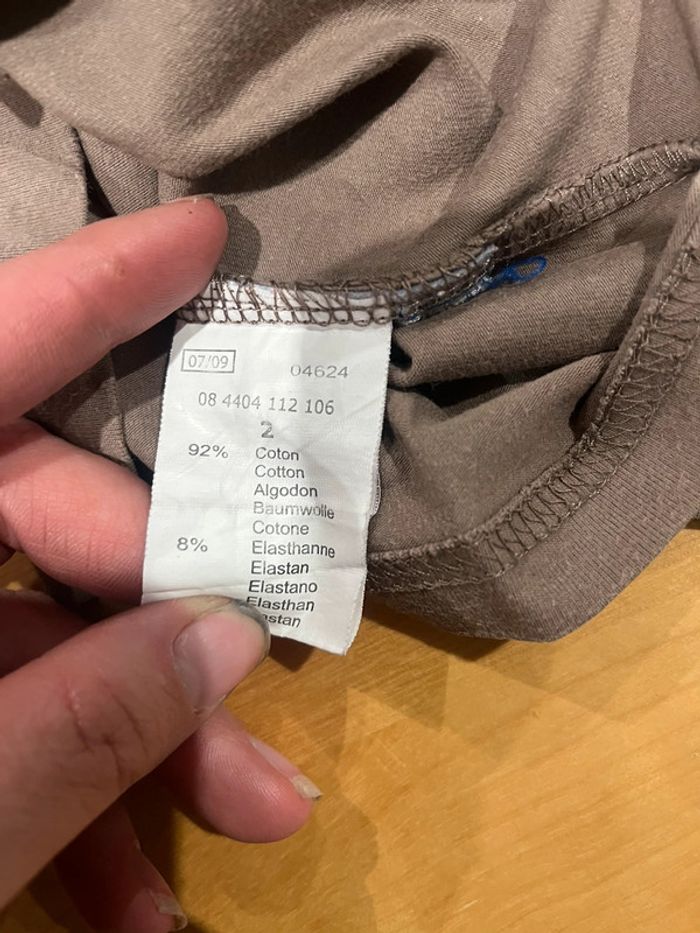 07/09 04624
08 4404 112 106
2
92% Coton
Cotton
Algodon
Baumwolle
Cotone
8% Elasthanne
Elastan
Elastano
Elasthan